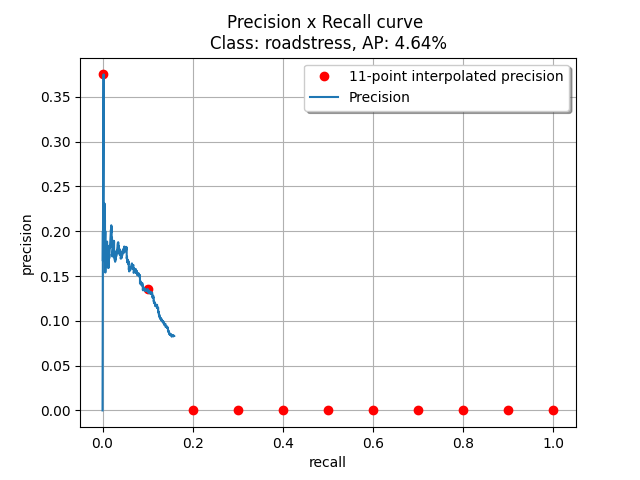 Precision x Recall curve
Class: roadstress, AP: 4.64%
11-point interpolated precision
Precision
0.35
0.30
0.25
0.20
0.15
0.10
0.05
0.00
precision
0.0 0.2 0.4 0.6 0.8 1.0
recall